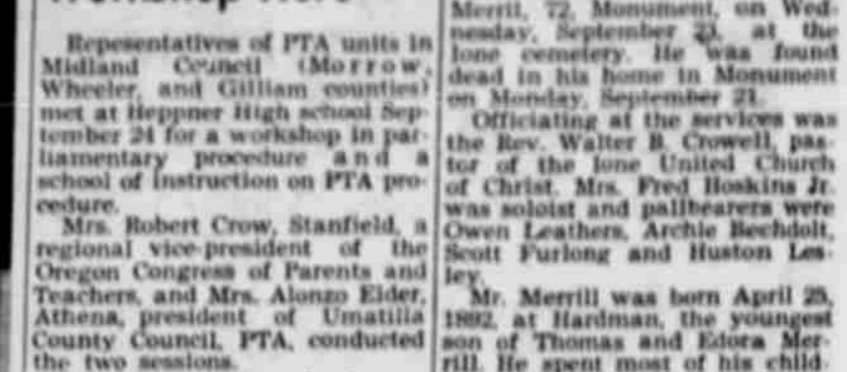 Representatives of PTA units in
Midland Council (Morrow,
Wheeler, and Gilliam counties)
met at Heppner High school Sep-
tember 24 for a workshop in par-
liamentary procedure and a
school of instruction on PTA pro-
cedure.
Mrs. Robert Crow, Stanfield, a
regional vice-president of the
Oregon Congress of Parents and
Teachers, and Mrs. Alonzo Elder,
Athena, president of Umatilla
County Council, PTA, conducted
the two sessions.
Merril, 72, Monument, on Wed-
nesday, September 23, at the
Ione cemetery. He was found
dead in his home in Monument
on Monday, September 21.
Officiating at the services was
the Rev. Walter B. Crowell, pas-
tor of the Ione United Church
of Christ. Mrs. Fred Hoskins Jr.
was soloist and pallbearers were
Owen Leathers, Archie Bechdolt,
Scott Furlong and Huston Les-
ley.
Mr. Merrill was born April 25,
1892, at Hardman, the youngest
son of Thomas and Edora Mer-
rill. He spent most of his child-